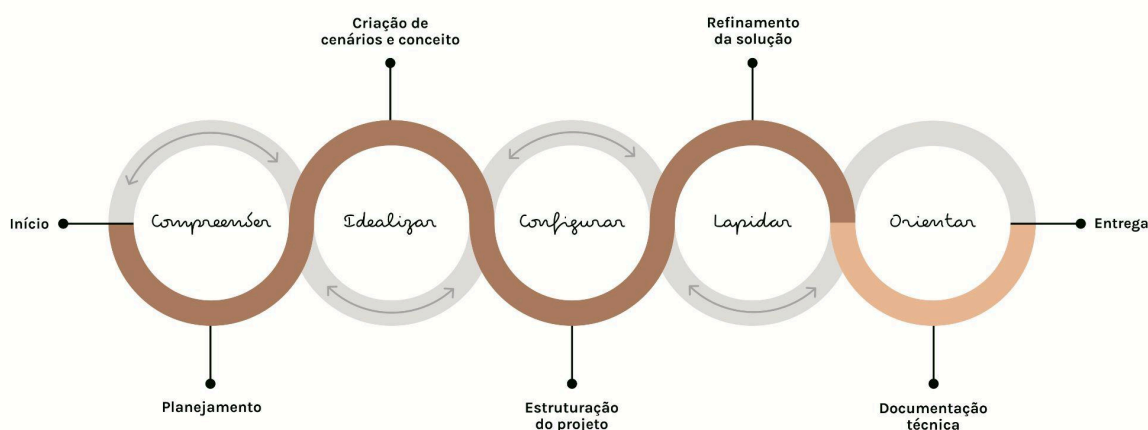 Criação de
cenários e conceito
Refinamento
da solução
Início
Compreender
Idealizar
Configurar
Lapidar
Orientar
Entrega
Planejamento
Estruturação
do projeto
Documentação
técnica